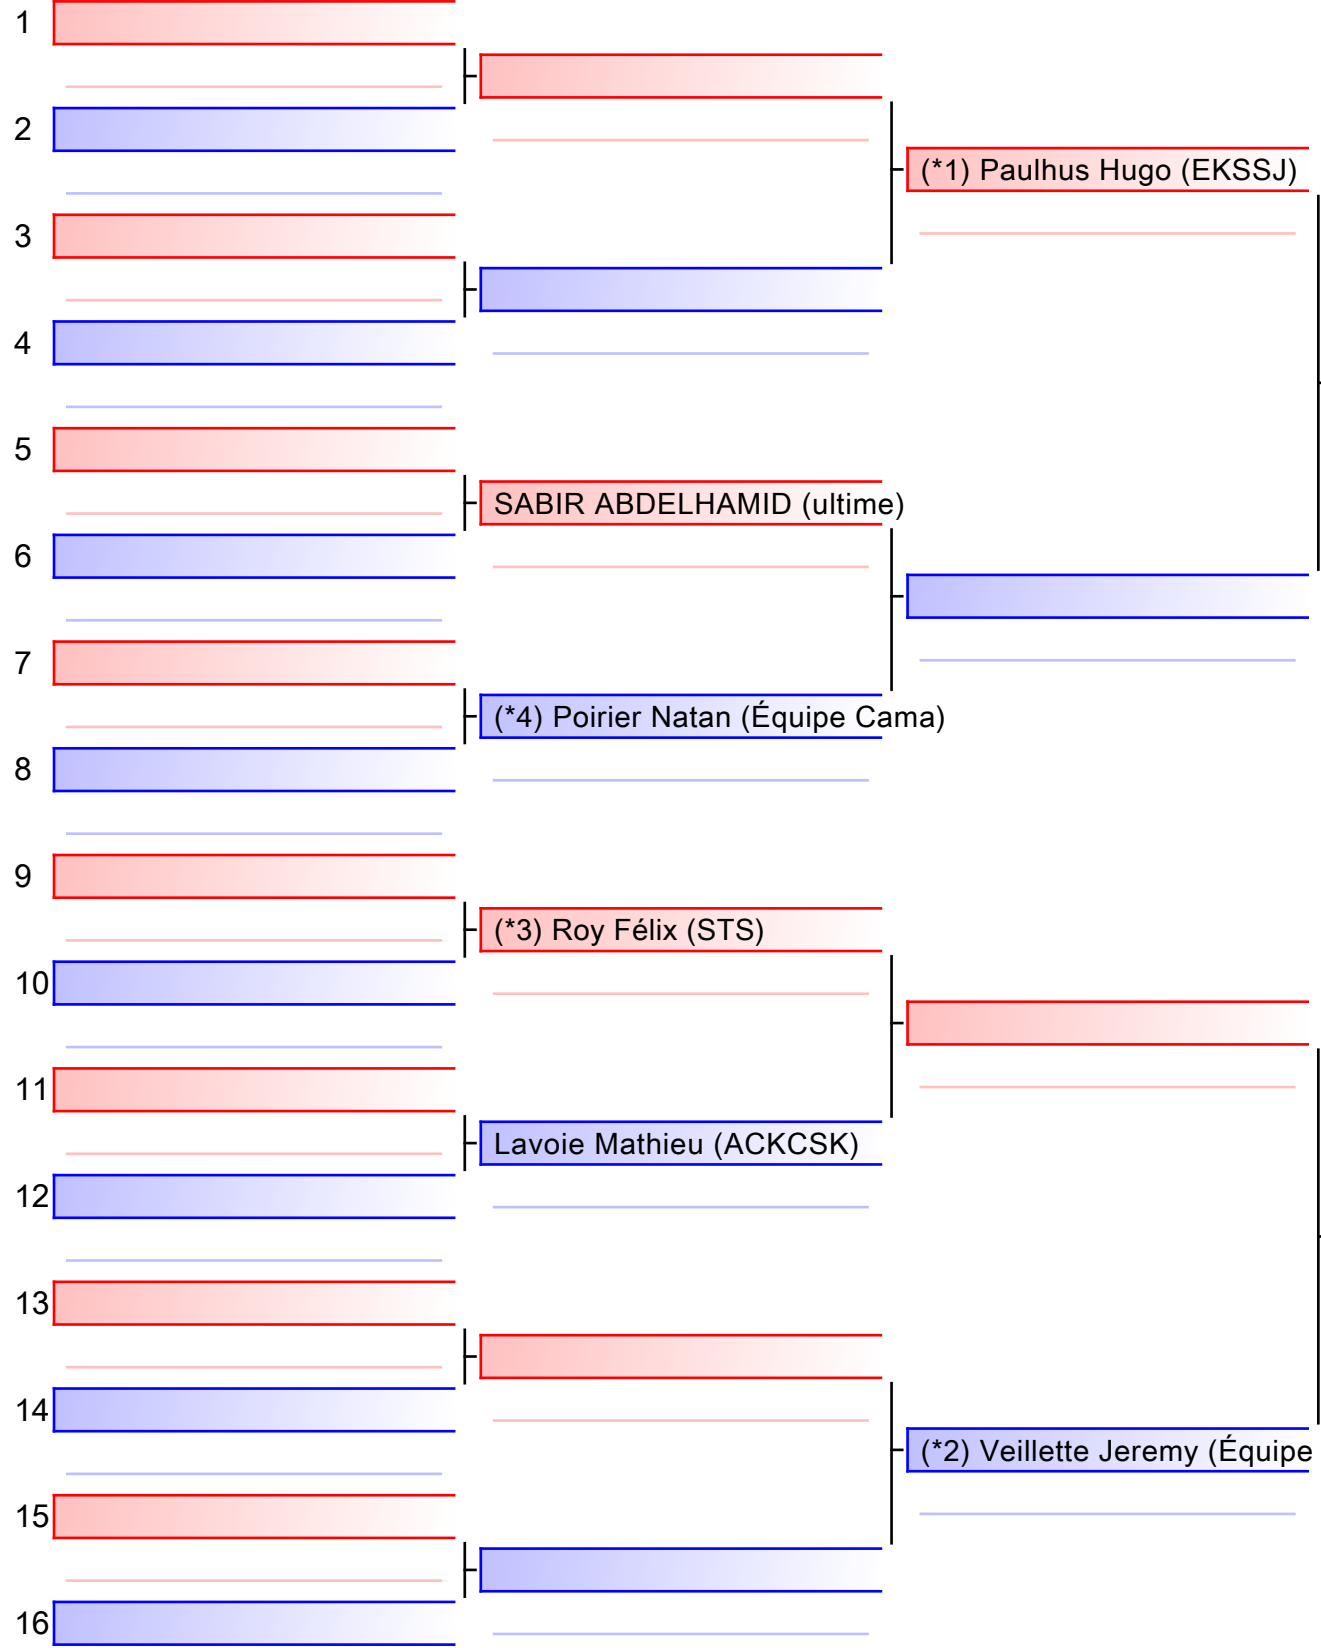 1
2
(*1) Paulhus Hugo (EKSSJ)
3
4
5
SABIR ABDELHAMID (ultime)
6
7
(*4) Poirier Natan (Équipe Cama)
8
9
(*3) Roy Félix (STS)
10
11
Lavoie Mathieu (ACKCSK)
12
13
14
(*2) Veillette Jeremy (Équipe
15
16